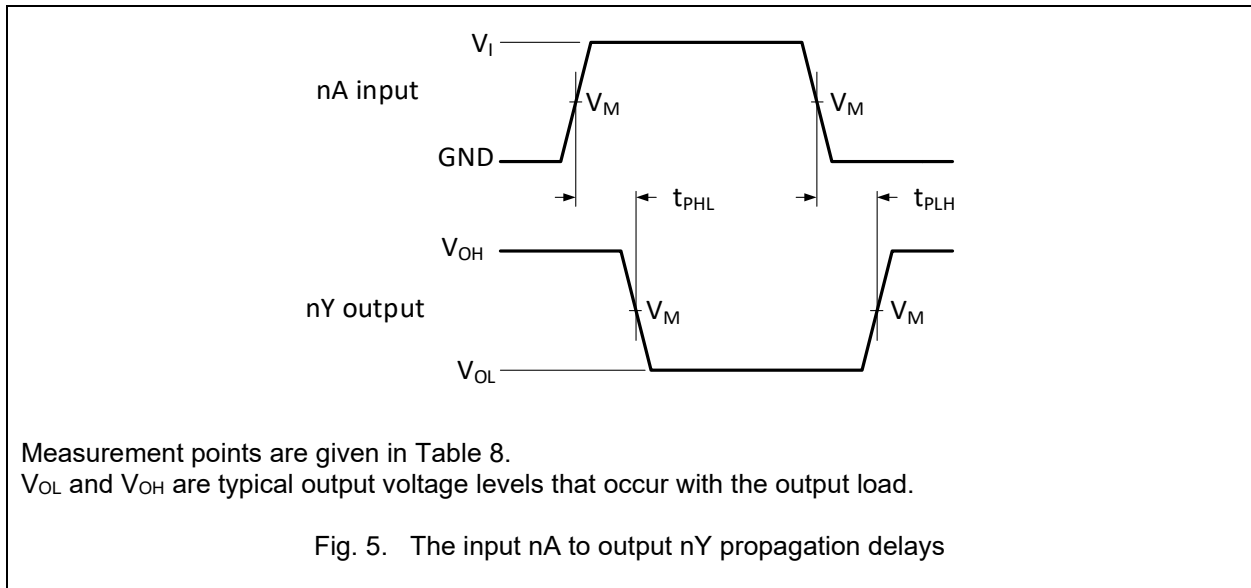 V_I
nA input
V_M
V_M
GND
t_PHL
t_PLH
V_OH
nY output
V_M
V_M
V_OL
Measurement points are given in Table 8.
V_OL and V_OH are typical output voltage levels that occur with the output load.
Fig. 5. The input nA to output nY propagation delays